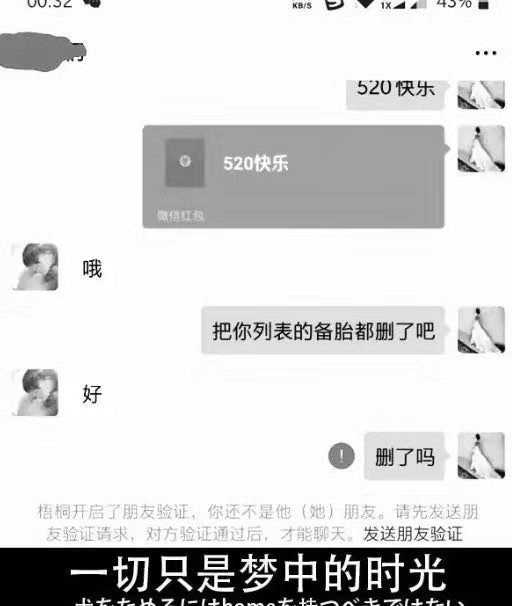 00:32
KB/S
1X
43%
520快乐
520快乐
微信红包
哦
把你列表的备胎都删了吧
好
! 删了吗
梧桐开启了朋友验证，你还不是他（她）朋友。请先发送朋
友验证请求，对方验证通过后，才能聊天。发送朋友验证
一切只是梦中的时光